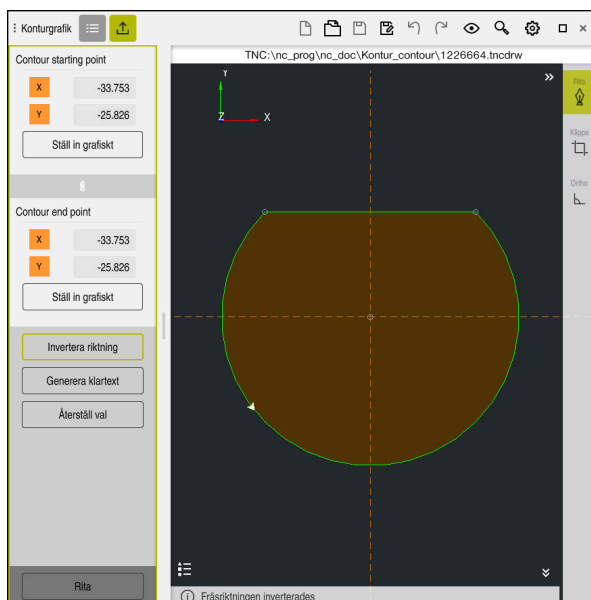 Konturgrafik
TNC:\nc_prog\nc_doc\Kontur_contour\1226664.tncdrw
Contour starting point
X -33.753
Y -25.826
Ställ in grafiskt
Contour end point
X -33.753
Y -25.826
Ställ in grafiskt
Invertera riktning
Generera klartext
Återställ val
Rita
Y
Z X
Rita
Klippa
Ortho
Fräsriktningen inverterades